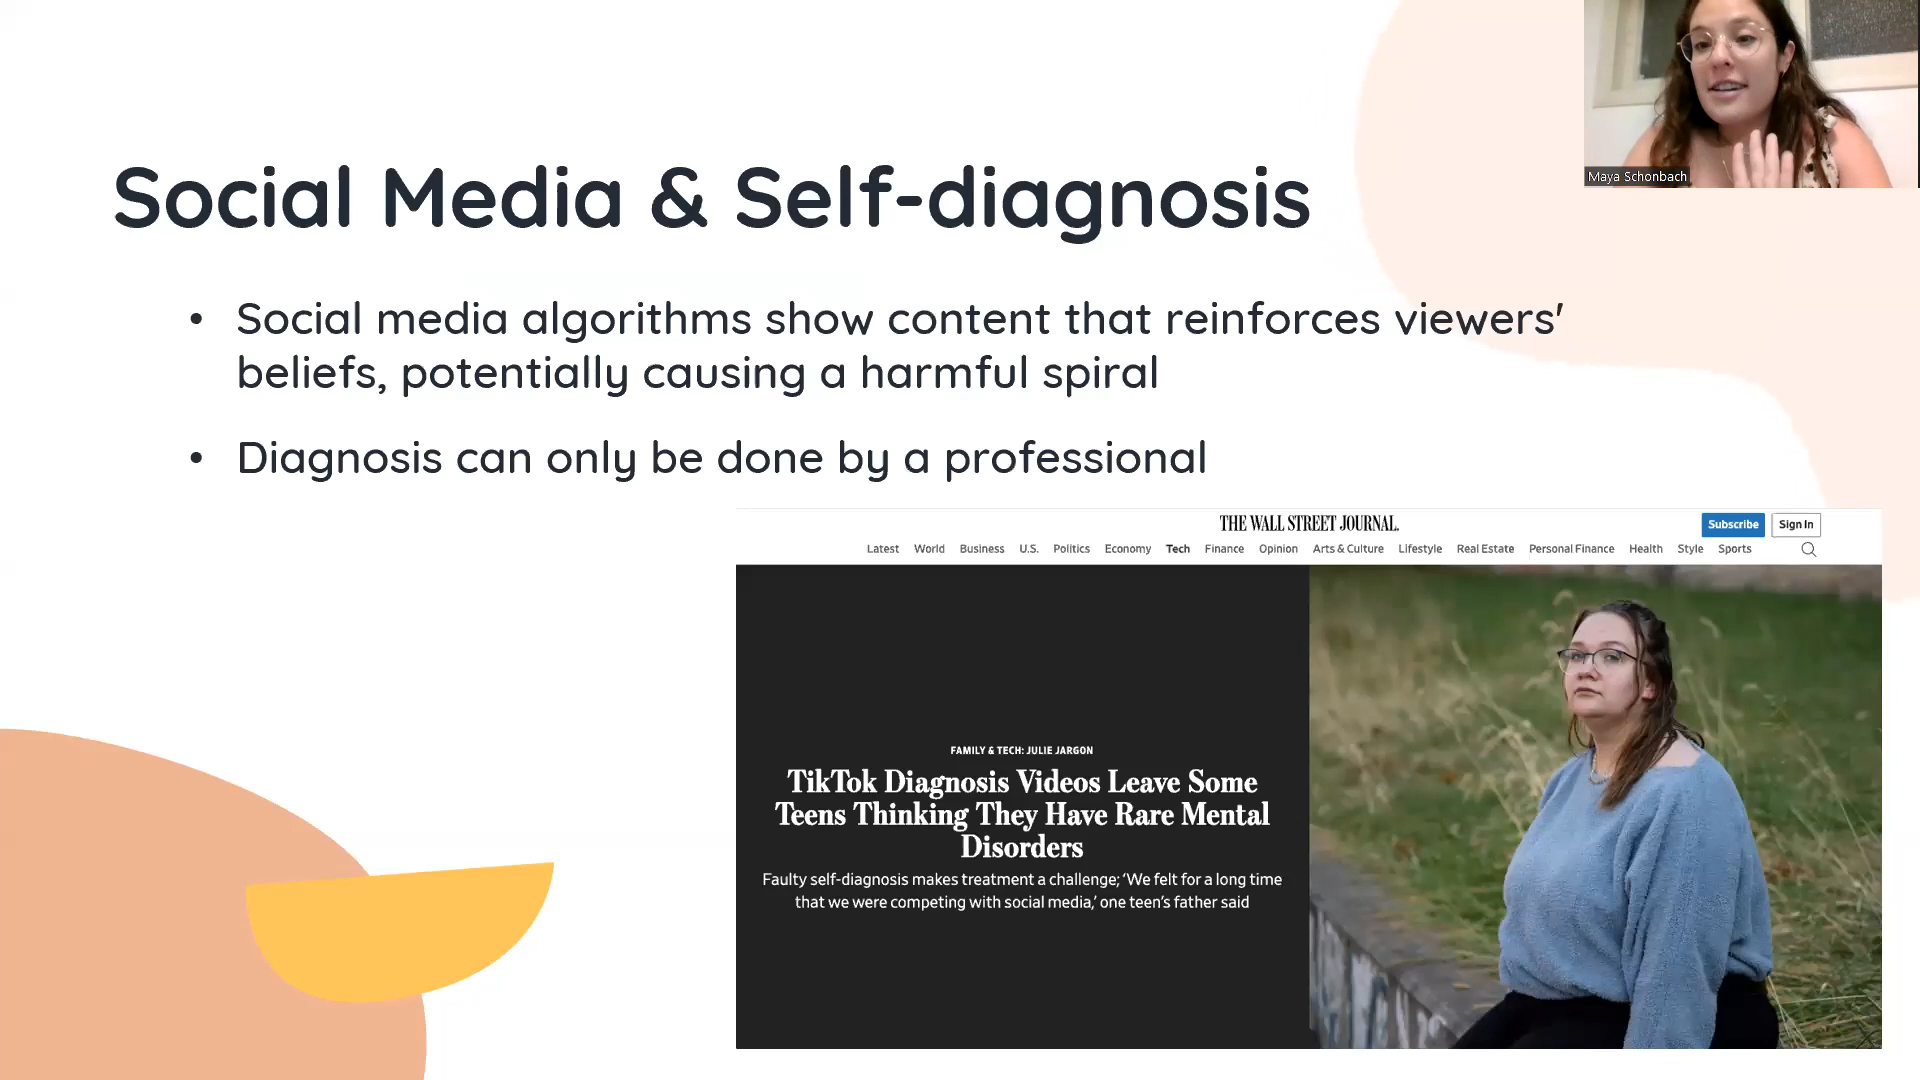 Maya Schonbach
Social Media & Self-diagnosis
• Social media algorithms show content that reinforces viewers'
beliefs, potentially causing a harmful spiral
• Diagnosis can only be done by a professional
THE WALL STREET JOURNAL.
Subscribe
Sign In
Latest World Business U.S. Politics Economy Tech Finance Opinion Arts & Culture Lifestyle Real Estate Personal Finance Health Style Sports
FAMILY & TECH: JULIE JARGON
TikTok Diagnosis Videos Leave Some
Teens Thinking They Have Rare Mental
Disorders
Faulty self-diagnosis makes treatment a challenge; ‘We felt for a long time
that we were competing with social media,’ one teen’s father said